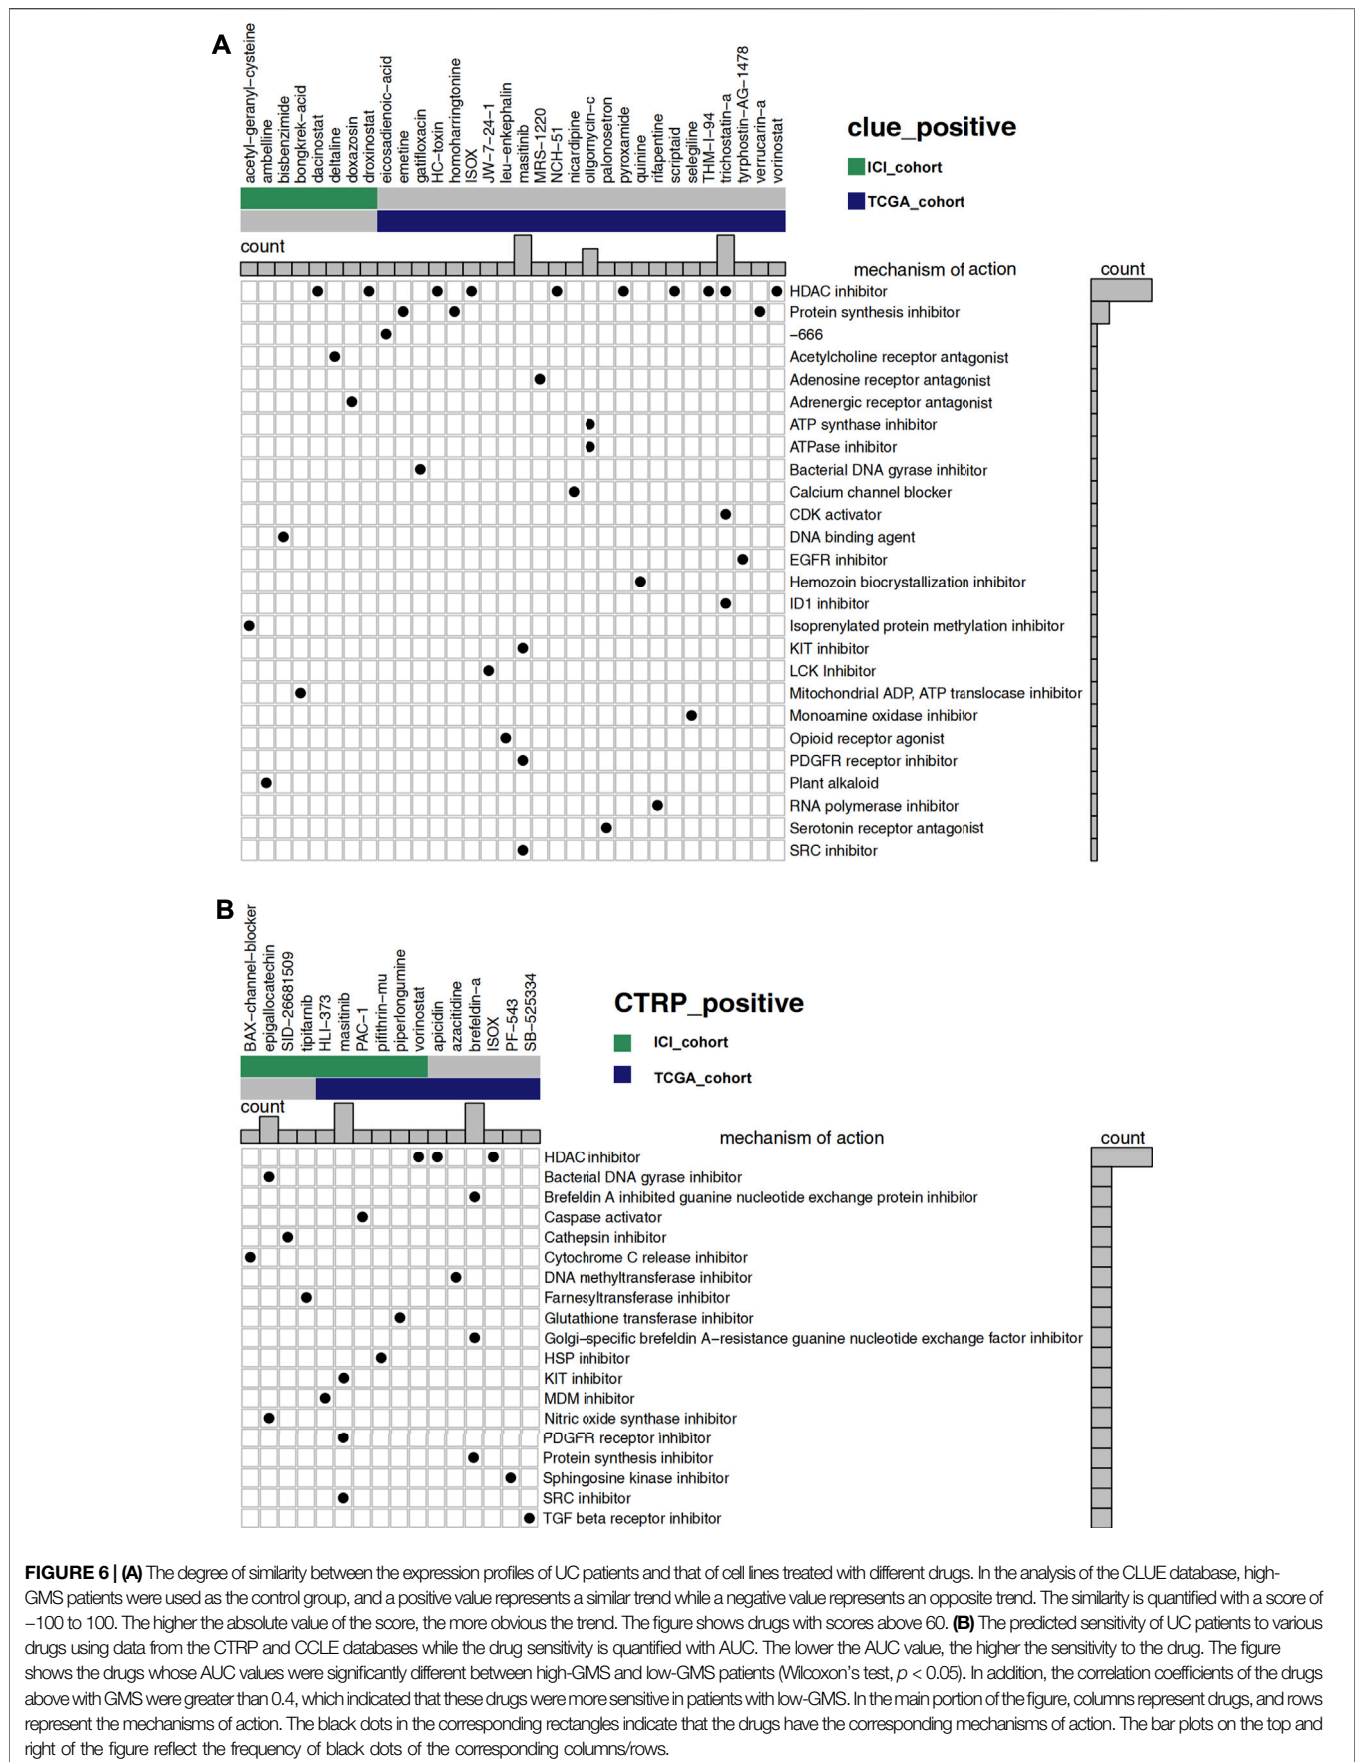 A
acetyl-geranyl-cysteine
ambelline
bisbenzimide
bongkrek-acid
dacinostat
deltaline
doxazosin
droxinostat
eicosadienoic-acid
emetine
gatifloxacin
HC-toxin
homoharringtonine
ISOX
JW-7-24-1
leu-enkephalin
masitinib
MRS-1220
NCH-51
nicardipine
oligomycin-c
palonosetron
pyroxamide
quinine
rifapentine
scriptaid
selegiline
THM-I-94
trichostatin-a
tyrphostin-AG-1478
verrucarin-a
vorinostat
clue_positive
ICI_cohort
TCGA_cohort
count
mechanism of action
count
HDAC inhibitor
Protein synthesis inhibitor
-666
Acetylcholine receptor antagonist
Adenosine receptor antagonist
Adrenergic receptor antagonist
ATP synthase inhibitor
ATPase inhibitor
Bacterial DNA gyrase inhibitor
Calcium channel blocker
CDK activator
DNA binding agent
EGFR inhibitor
Hemozoin biocrystallization inhibitor
ID1 inhibitor
Isoprenylated protein methylation inhibitor
KIT inhibitor
LCK Inhibitor
Mitochondrial ADP, ATP translocase inhibitor
Monoamine oxidase inhibitor
Opioid receptor agonist
PDGFR receptor inhibitor
Plant alkaloid
RNA polymerase inhibitor
Serotonin receptor antagonist
SRC inhibitor
B
BAX-channel-blocker
epigallocatechin
SID-26681509
tipifarnib
HLI-373
masitinib
PAC-1
pifithrin-mu
piperlongumine
vorinostat
apicidin
azacitidine
brefeldin-a
ISOX
PF-543
SB-525334
CTRP_positive
ICI_cohort
TCGA_cohort
count
mechanism of action
count
HDAC inhibitor
Bacterial DNA gyrase inhibitor
Brefeldin A inhibited guanine nucleotide exchange protein inhibitor
Caspase activator
Cathepsin inhibitor
Cytochrome C release inhibitor
DNA methyltransferase inhibitor
Farnesyltransferase inhibitor
Glutathione transferase inhibitor
Golgi-specific brefeldin A-resistance guanine nucleotide exchange factor inhibitor
HSP inhibitor
KIT inhibitor
MDM inhibitor
Nitric oxide synthase inhibitor
PDGFR receptor inhibitor
Protein synthesis inhibitor
Sphingosine kinase inhibitor
SRC inhibitor
TGF beta receptor inhibitor
FIGURE 6 | (A) The degree of similarity between the expression profiles of UC patients and that of cell lines treated with different drugs. In the analysis of the CLUE database, high-
GMS patients were used as the control group, and a positive value represents a similar trend while a negative value represents an opposite trend. The similarity is quantified with a score of
−100 to 100. The higher the absolute value of the score, the more obvious the trend. The figure shows drugs with scores above 60. (B) The predicted sensitivity of UC patients to various
drugs using data from the CTRP and CCLE databases while the drug sensitivity is quantified with AUC. The lower the AUC value, the higher the sensitivity to the drug. The figure
shows the drugs whose AUC values were significantly different between high-GMS and low-GMS patients (Wilcoxon's test, p < 0.05). In addition, the correlation coefficients of the drugs
above with GMS were greater than 0.4, which indicated that these drugs were more sensitive in patients with low-GMS. In the main portion of the figure, columns represent drugs, and rows
represent the mechanisms of action. The black dots in the corresponding rectangles indicate that the drugs have the corresponding mechanisms of action. The bar plots on the top and
right of the figure reflect the frequency of black dots of the corresponding columns/rows.